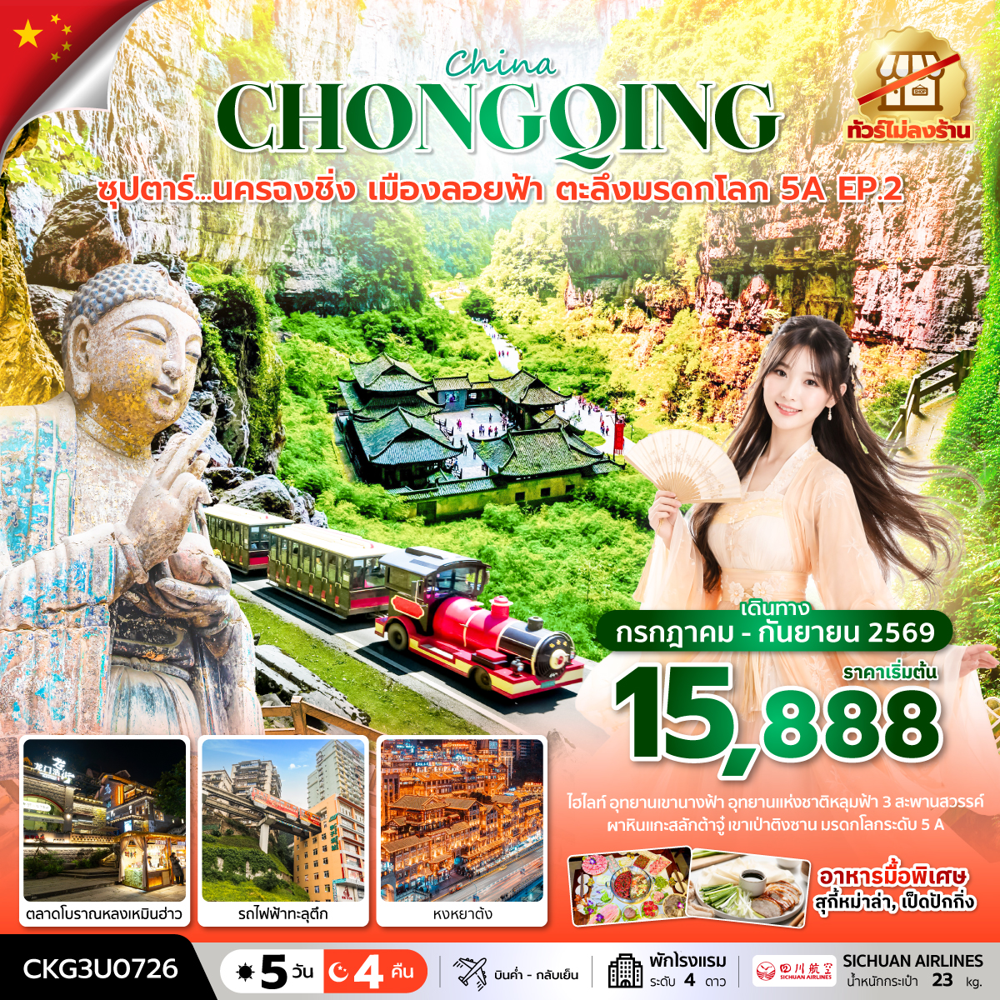 China
CHONGQING
SHOP
ทัวร์ไม่ลงร้าน
ซุปตาร์...นครฉงชิ่ง เมืองลอยฟ้า ตะลึงมรดกโลก 5A EP.2
เดินทาง
กรกฎาคม - กันยายน 2569
ราคาเริ่มต้น
15,888
ไฮไลท์ อุทยานเขานางฟ้า อุทยานแห่งชาติหลุมฟ้า 3 สะพานสวรรค์
ผาหินแกะสลักต้าจู๋ เขาเป่าติงซาน มรดกโลกระดับ 5 A
อาหารมื้อพิเศษ
สุกี้หม่าล่า, เป็ดปักกิ่ง
ตลาดโบราณหลงเหมินฮ่าว
รถไฟฟ้าทะลุตึก
หงหยาต้ง
CKG3U0726
5 วัน 4 คืน
บินค่ำ - กลับเย็น
พักโรงแรม
ระดับ 4 ดาว
四川航空
SICHUAN AIRLINES
SICHUAN AIRLINES
น้ำหนักกระเป๋า 23 kg.